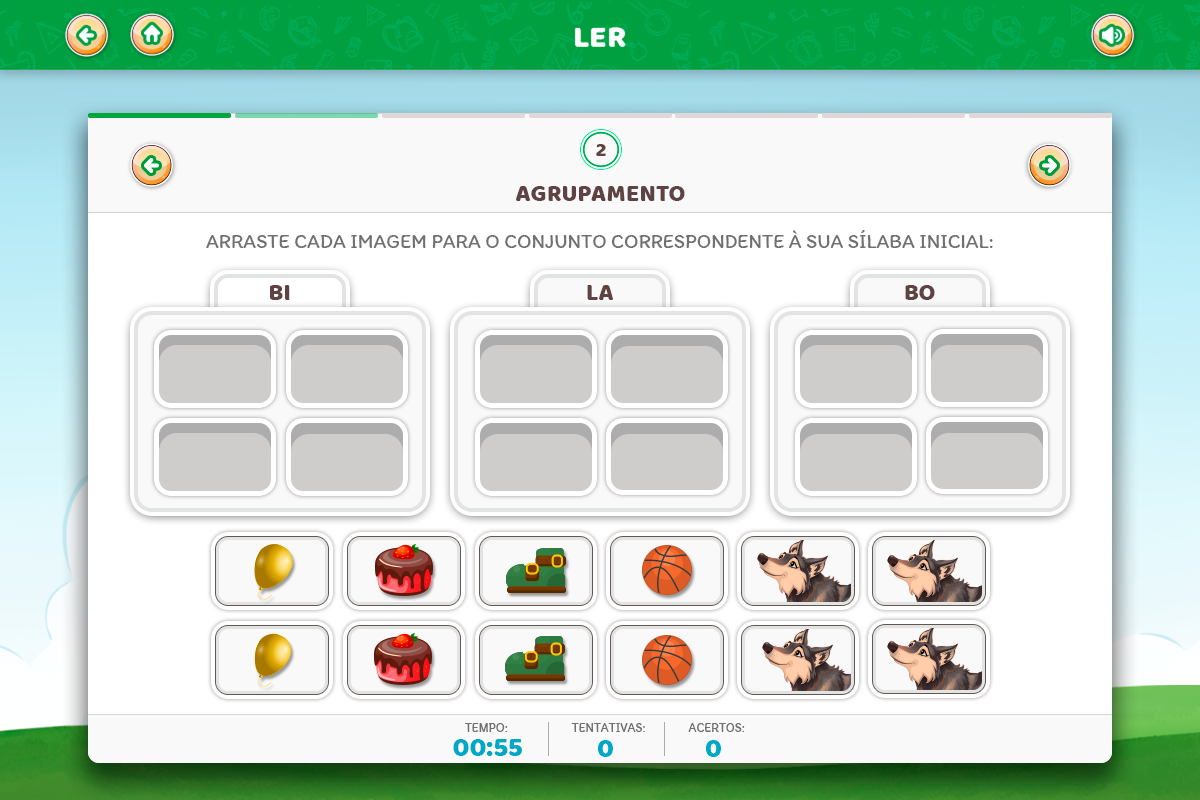 LER
2
AGRUPAMENTO
ARRASTE CADA IMAGEM PARA O CONJUNTO CORRESPONDENTE À SUA SÍLABA INICIAL:
BI
LA
BO
TEMPO:
00:55
TENTATIVAS:
0
ACERTOS:
0